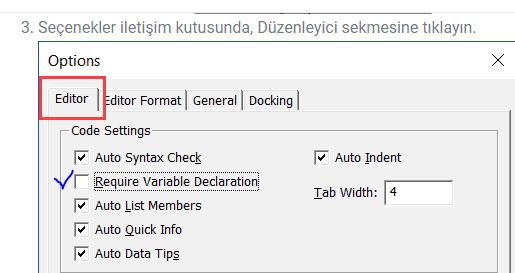 3. Seçenekler iletişim kutusunda, Düzenleyici sekmesine tıklayın.
Options
Editor Editor Format General Docking
Code Settings
Auto Syntax Check Auto Indent
Require Variable Declaration
Tab Width: 4
Auto List Members
Auto Quick Info
Auto Data Tips